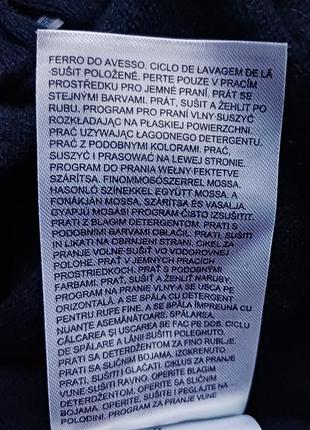 FERRO DO AVESSO. CICLO DE LAVAGEM DE LÃ
-SUŠIT POLOŽENÉ. PERTE POUZE V PRACÍM
PROSTŘEDKU PRO JEMNÉ PRANÍ. PRÁT SE
STEJNÝMI BARVAMI. PRÁT, SUŠIT A ŽEHLIT PO
RUBU. PROGRAM PRO PRANÍ VLNY SUSZYĆ
ROZKŁADAJĄC NA PŁASKIEJ POWIERZCHNI.
PRAĆ UŻYWAJĄC ŁAGODNEGO DETERGENTU.
PRAĆ Z PODOBNYMI KOLORAMI. PRAĆ,
SUSZYĆ I PRASOWAĆ NA LEWEJ STRONIE.
PROGRAM DO PRANIA WEŁNY-FEKTETVE
SZÁRÍTSA. FINOMMOSÓSZERREL MOSSA.
HASONLÓ SZÍNEKKEL EGYÜTT MOSSA. A
FONÁKJÁN MOSSA, SZÁRÍTSA ÉS VASALJA.
GYAPJÚ MOSÁSI PROGRAM-ČISTO IZSUŠITI.
PRATI Z BLAGIM DETERGENTOM. PRATI S
PODOBNIMI BARVAMI OBLAČIL. PRATI, SUŠITI
IN LIKATI NA OBRNJENI STRANI. CIKEL ZA
PRANJE VOLNE-SUŠIŤ VO VODOROVNEJ
POLOHE. PRAŤ V JEMNÝCH PRACÍCH
PROSTRIEDKOCH. PRAŤ S PODOBNÝMI
FARBAMI. PRAŤ, SUŠIŤ A ŽEHLIŤ NARUBY.
PROGRAM NA PRANIE VLNY-A SE USCA PE
ORIZONTALĂ. A SE SPĂLA CU DETERGENT
PENTRU RUFE FINE. A SE SPĂLA CU
NUANȚE ASEMĂNĂTOARE. SPĂLAREA,
CĂLCAREA ȘI USCAREA SE FAC PE DOS. CICLU
DE SPĂLARE A LÂNII-SUŠITI POLEGNUTO.
PRATI SA DETERDŽENTOM ZA FINO RUBLJE.
PRATI SA SLIČNIM BOJAMA. IZOKRENUTO
PRATI, SUŠITI I GLAČATI. CIKLUS ZA PRANJE
VUNE-SUŠITI RAVNO. OPERITE BLAGIM
DETERDŽENTOM. OPERITE SA SLIČNIM
BOJAMA. OPERITE, SUŠITE I PEGLAJTE NA
POLOĐINI. PROGRAM ZA PRANJE VUNE